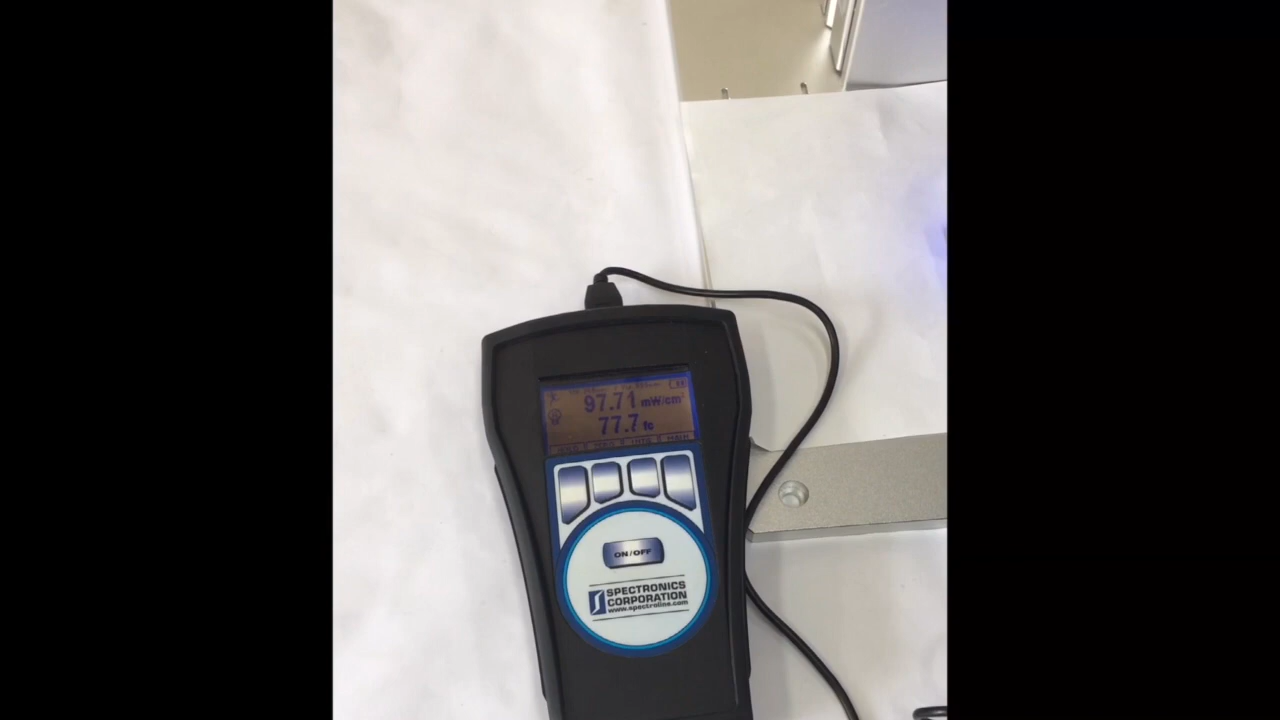 97.71 mW/cm²
77.7 fc
ON/OFF
SPECTRONICS
CORPORATION
www.spectroline.com